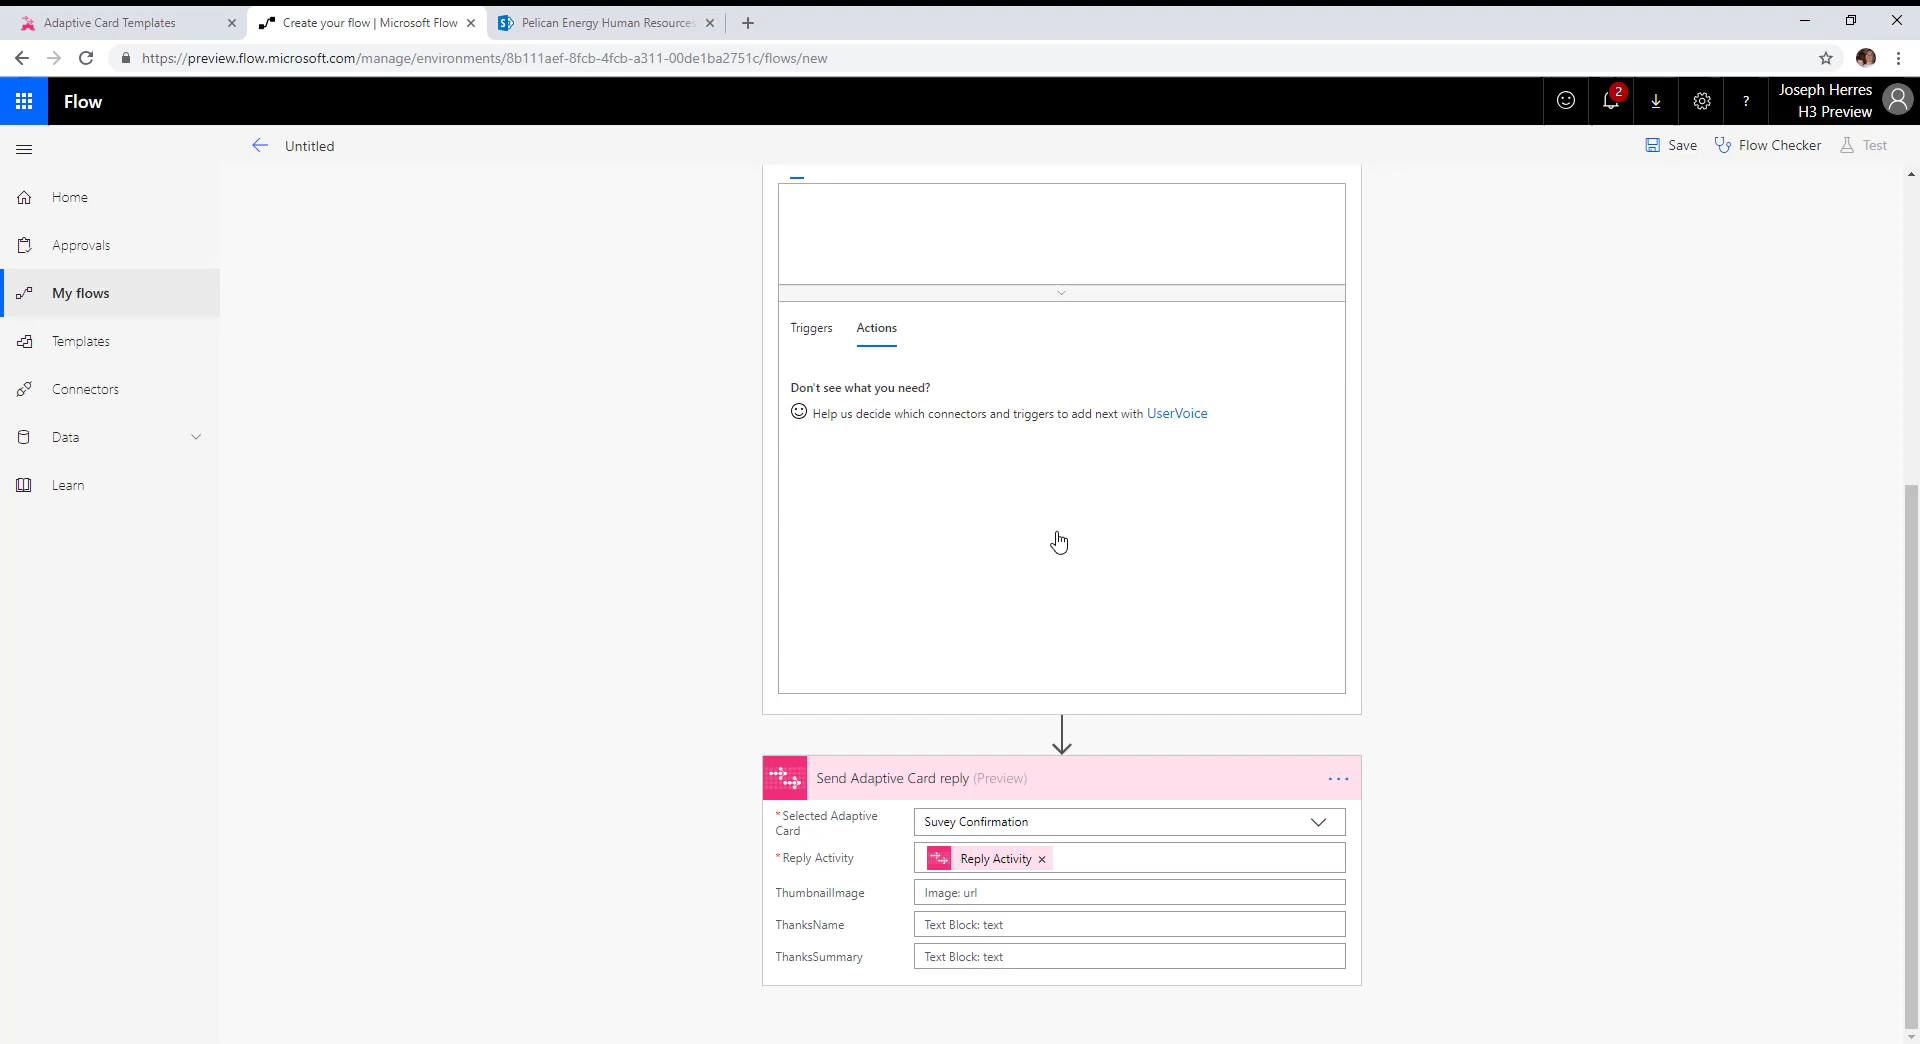 Adaptive Card Templates
Create your flow | Microsoft Flow
Pelican Energy Human Resources
https://preview.flow.microsoft.com/manage/environments/8b111aef-8fcb-4fcb-a311-00de1ba2751c/flows/new
Flow
2
?
Joseph Herres
H3 Preview
Untitled
Save
Flow Checker
Test
Home
Approvals
My flows
Templates
Connectors
Data
Learn
Triggers
Actions
Don't see what you need?
Help us decide which connectors and triggers to add next with UserVoice
Send Adaptive Card reply (Preview)
...
* Selected Adaptive
Card
Suvey Confirmation
* Reply Activity
Reply Activity ×
ThumbnailImage
Image: url
ThanksName
Text Block: text
ThanksSummary
Text Block: text